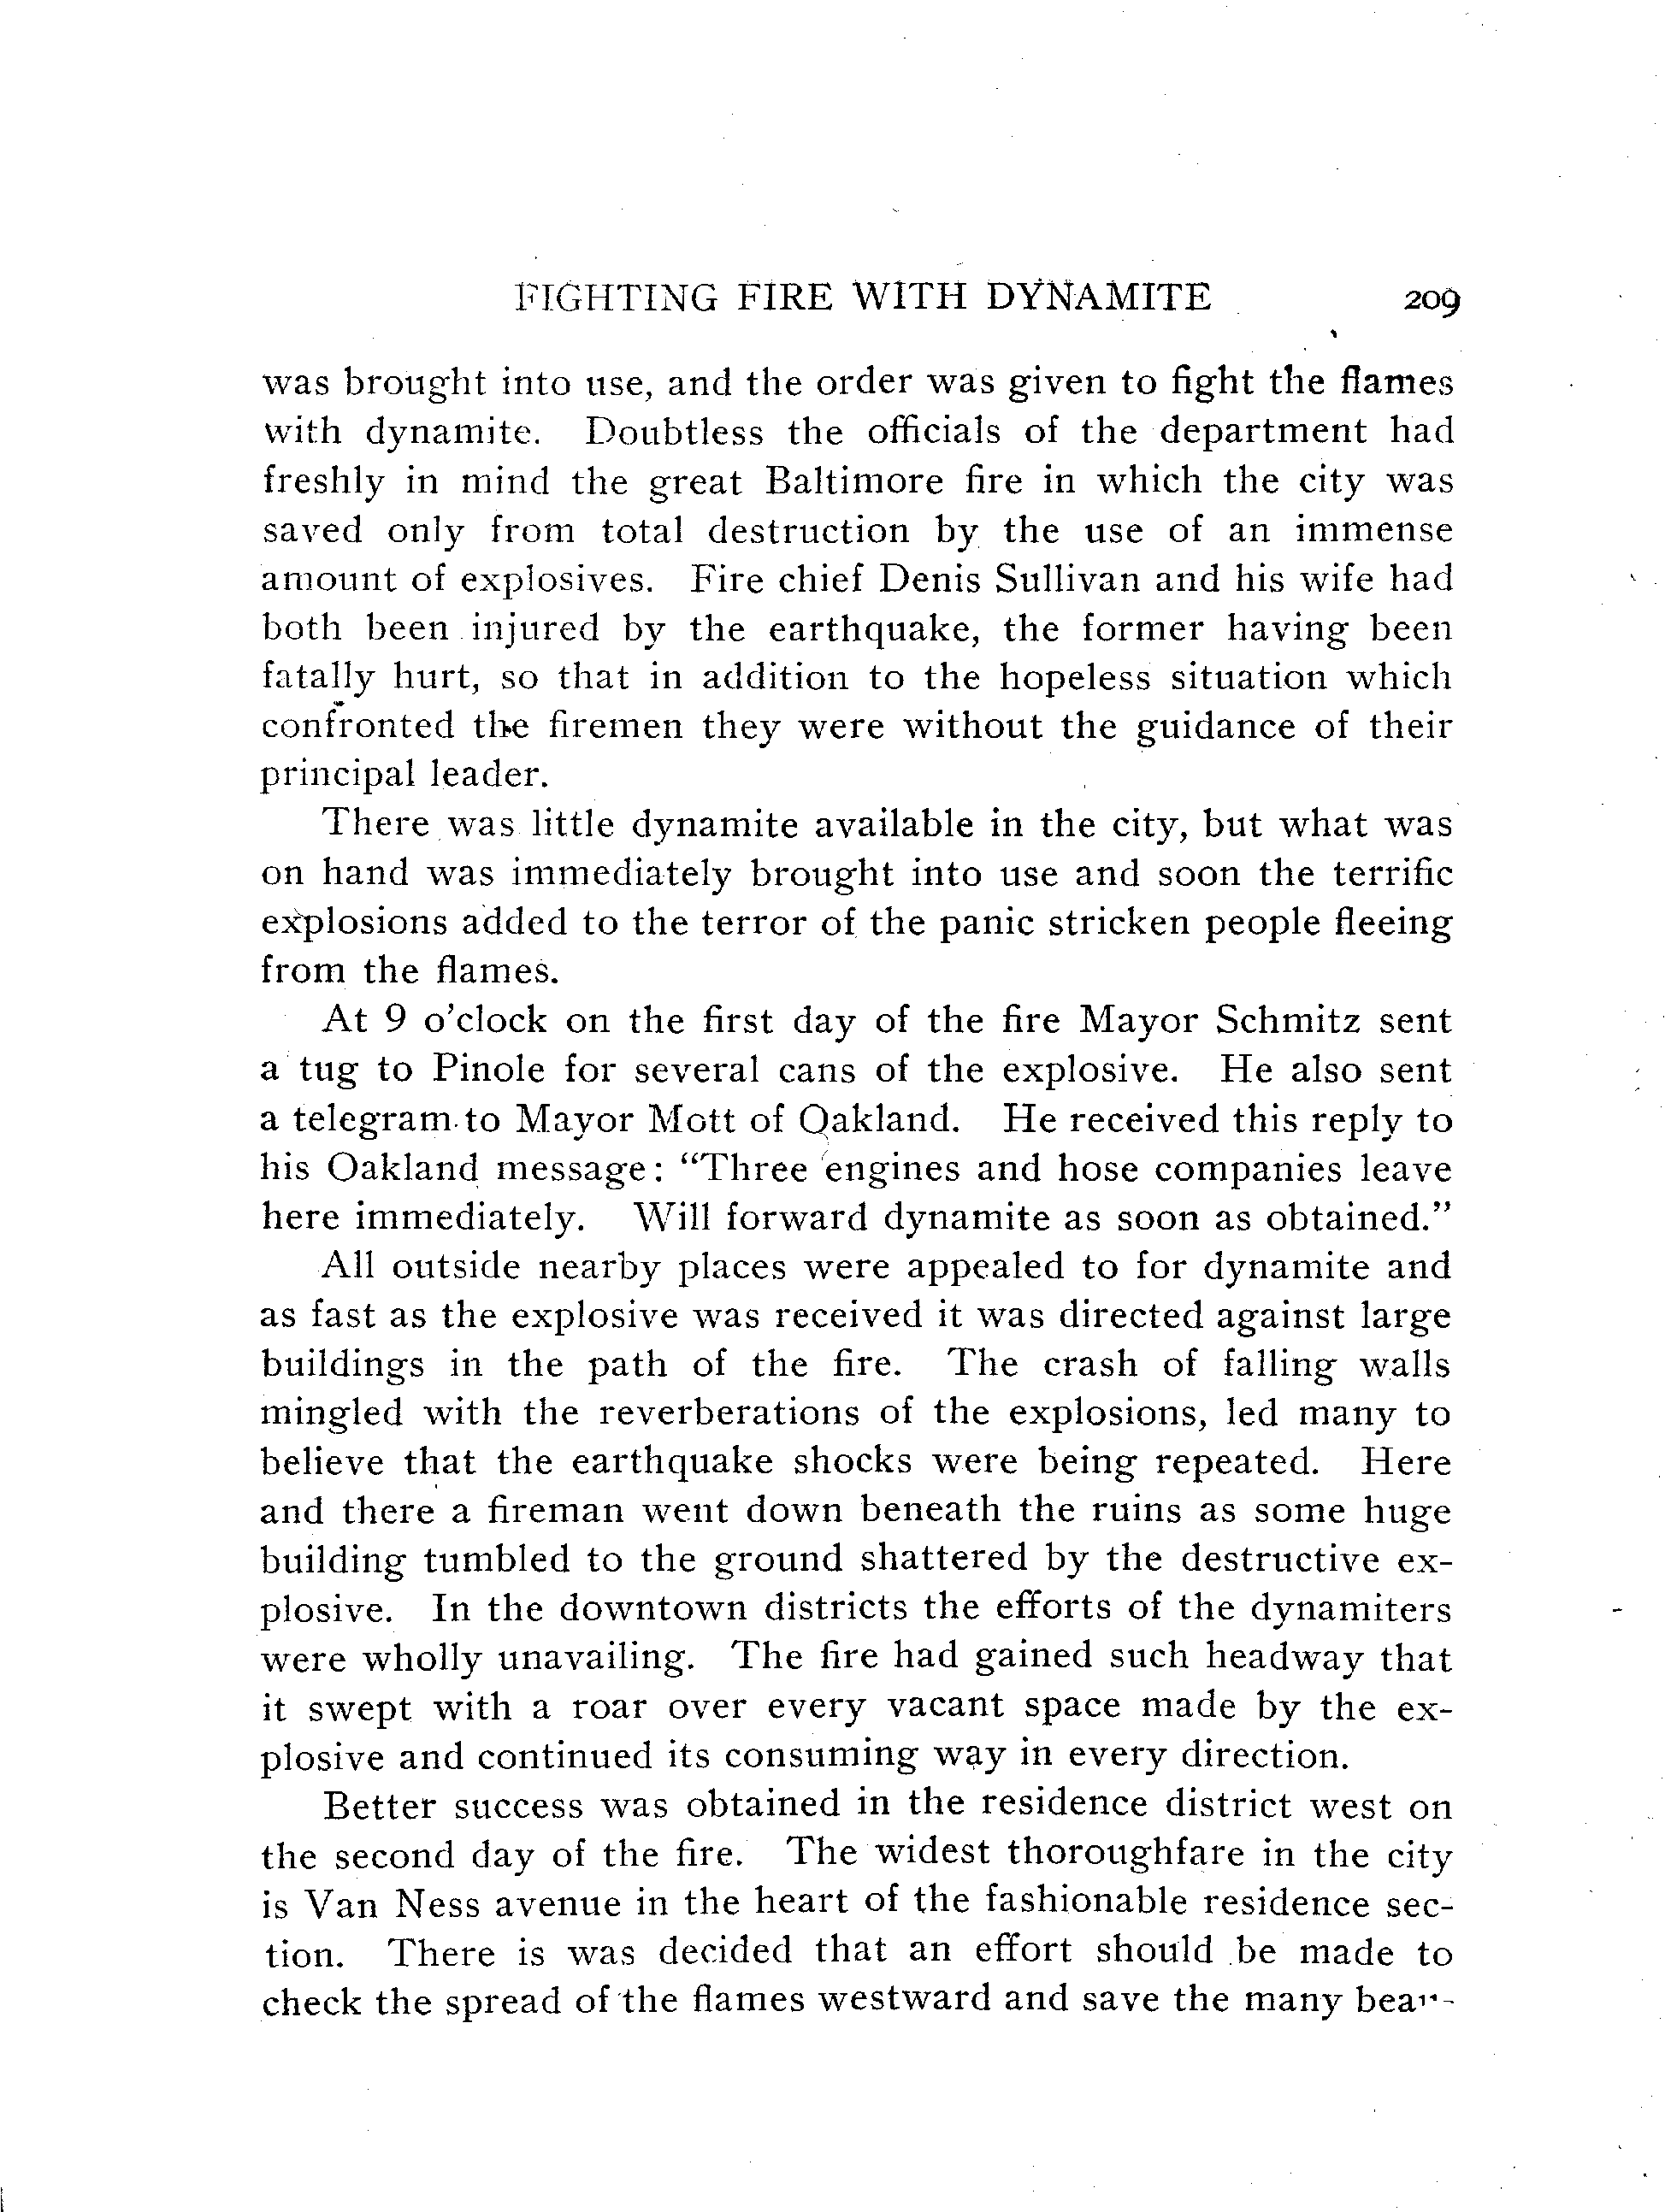 FIGHTING FIRE WITH DYNAMITE 209
was brought into use, and the order was given to fight the flames
with dynamite. Doubtless the officials of the department had
freshly in mind the great Baltimore fire in which the city was
saved only from total destruction by the use of an immense
amount of explosives. Fire chief Denis Sullivan and his wife had
both been injured by the earthquake, the former having been
fatally hurt, so that in addition to the hopeless situation which
confronted the firemen they were without the guidance of their
principal leader.
There was little dynamite available in the city, but what was
on hand was immediately brought into use and soon the terrific
explosions added to the terror of the panic stricken people fleeing
from the flames.
At 9 o'clock on the first day of the fire Mayor Schmitz sent
a tug to Pinole for several cans of the explosive. He also sent
a telegram to Mayor Mott of Oakland. He received this reply to
his Oakland message: "Three engines and hose companies leave
here immediately. Will forward dynamite as soon as obtained."
All outside nearby places were appealed to for dynamite and
as fast as the explosive was received it was directed against large
buildings in the path of the fire. The crash of falling walls
mingled with the reverberations of the explosions, led many to
believe that the earthquake shocks were being repeated. Here
and there a fireman went down beneath the ruins as some huge
building tumbled to the ground shattered by the destructive ex-
plosive. In the downtown districts the efforts of the dynamiters
were wholly unavailing. The fire had gained such headway that
it swept with a roar over every vacant space made by the ex-
plosive and continued its consuming way in every direction.
Better success was obtained in the residence district west on
the second day of the fire. The widest thoroughfare in the city
is Van Ness avenue in the heart of the fashionable residence sec-
tion. There is was decided that an effort should be made to
check the spread of the flames westward and save the many beau-